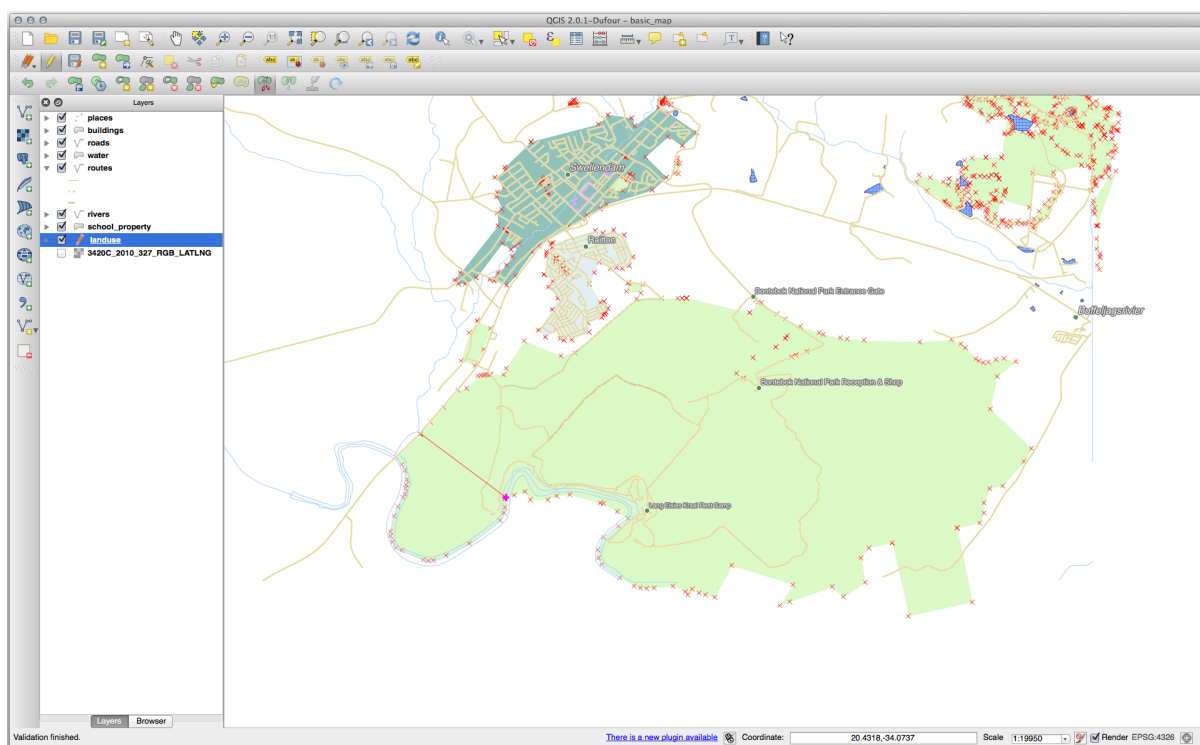 QGIS 2.0.1-Dufour – basic_map
Layers
places
buildings
roads
water
routes
rivers
school_property
landuse
3420C_2010_327_RGB_LATLNG
Swellendam
Railton
Bontebok National Park Entrance Gate
Buffeljagsrivier
Bontebok National Park Reception & Shop
Lang Elsies Kraal Rest Camp
Layers Browser
Validation finished. There is a new plugin available Coordinate: 20.4318,-34.0737 Scale 1:19950 Render EPSG:4326